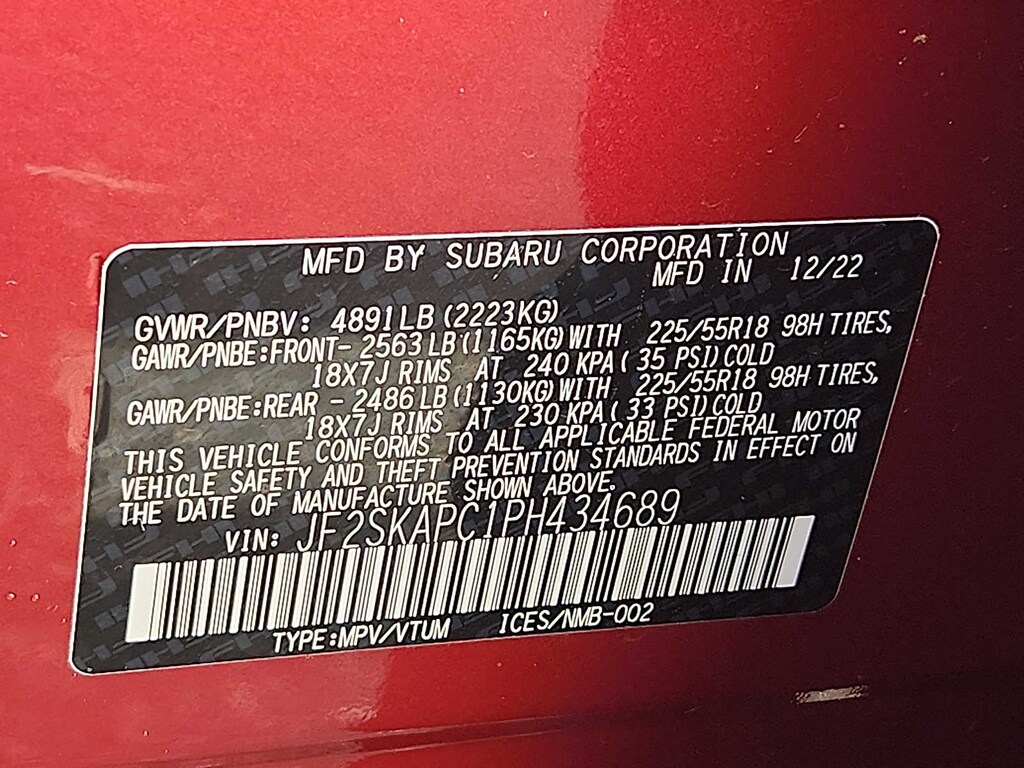 MFD BY SUBARU CORPORATION
MFD IN 12/22
GVWR/PNBV: 4891LB (2223KG)
GAWR/PNBE:FRONT- 2563 LB(1165KG)WITH 225/55R18 98H TIRES,
18X7J RIMS AT 240 KPA( 35 PSI)COLD
GAWR/PNBE:REAR - 2486 LB(1130KG)WITH 225/55R18 98H TIRES,
18X7J RIMS AT 230 KPA( 33 PSI)COLD
THIS VEHICLE CONFORMS TO ALL APPLICABLE FEDERAL MOTOR
VEHICLE SAFETY AND THEFT PREVENTION STANDARDS IN EFFECT ON
THE DATE OF MANUFACTURE SHOWN ABOVE.
VIN: JF2SKAPC1PH434689
TYPE:MPV/VTUM ICES/NMB-002